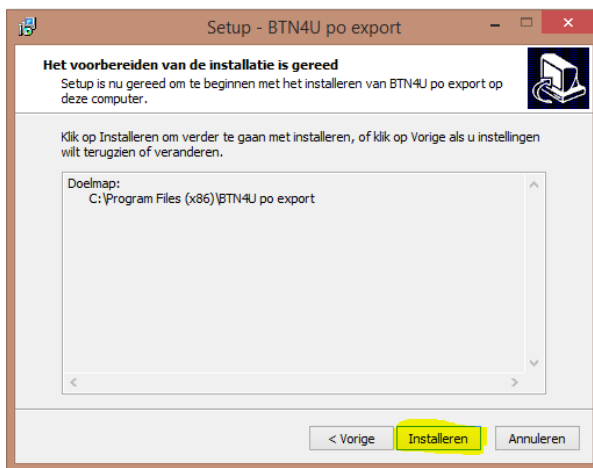 Setup - BTN4U po export
Het voorbereiden van de installatie is gereed
Setup is nu gereed om te beginnen met het installeren van BTN4U po export op
deze computer.
Klik op Installeren om verder te gaan met installeren, of klik op Vorige als u instellingen
wilt terugzien of veranderen.
Doelmap:
C:\Program Files (x86)\BTN4U po export
< Vorige
Installeren
Annuleren